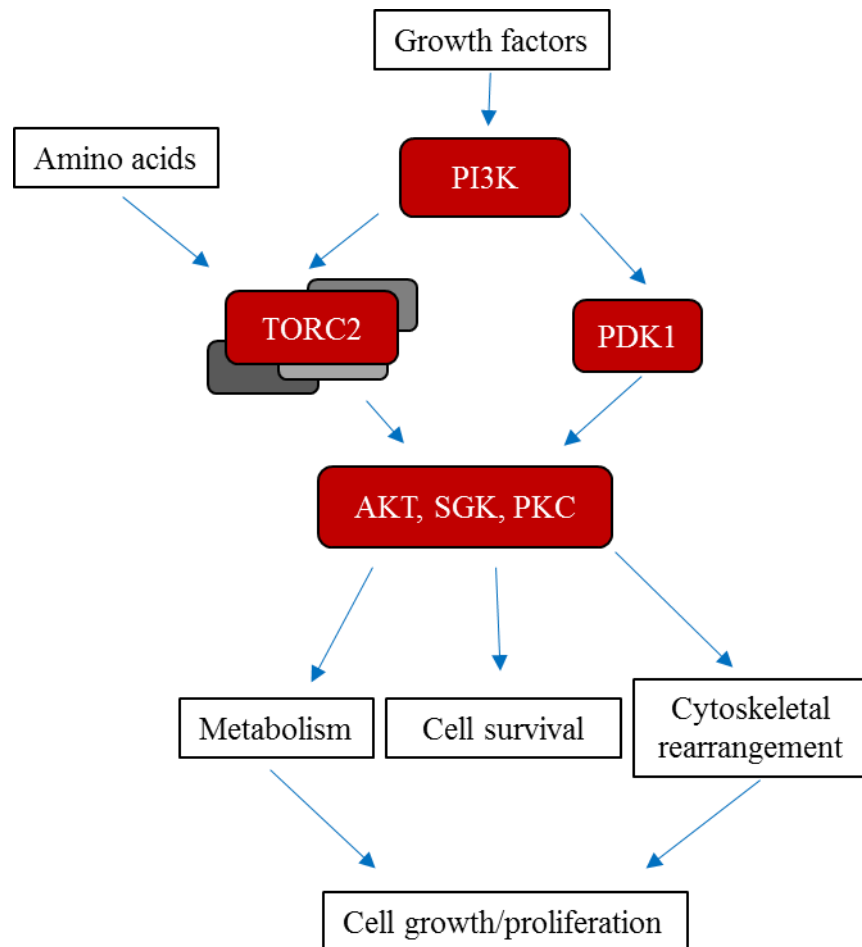 Growth factors
Amino acids
PI3K
TORC2
PDK1
AKT, SGK, PKC
Metabolism
Cell survival
Cytoskeletal
rearrangement
Cell growth/proliferation